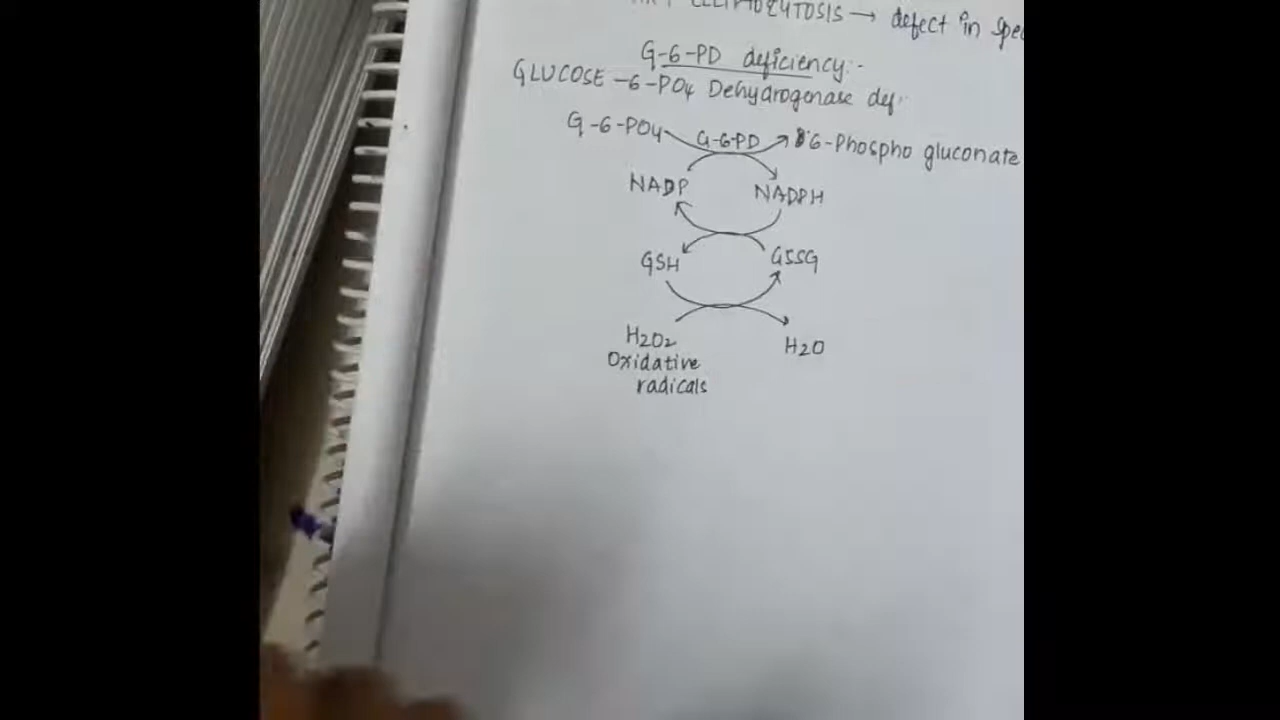 ELLIPTOCYTOSIS → defect in
G-6-PD deficiency:-
GLUCOSE -6-PO4 Dehydrogenase def.
G-6-PO4 G-6-PD 6-Phospho gluconate
NADP NADPH
GSH GSSG
H2O2 H2O
Oxidative
radicals